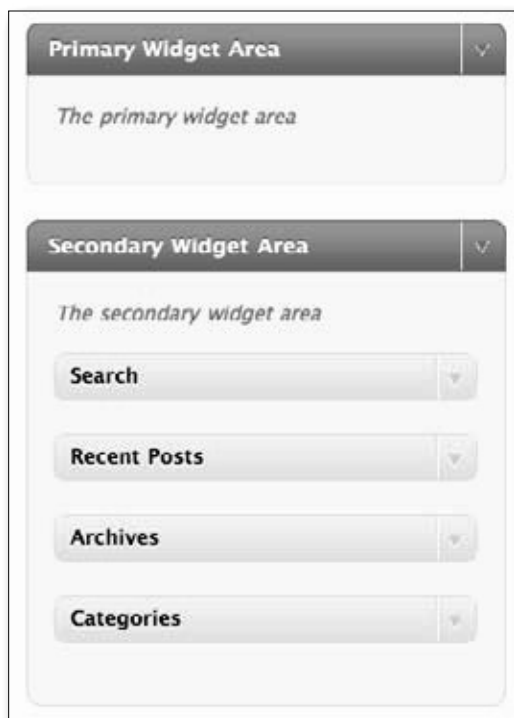 Primary Widget Area
The primary widget area
Secondary Widget Area
The secondary widget area
Search
Recent Posts
Archives
Categories